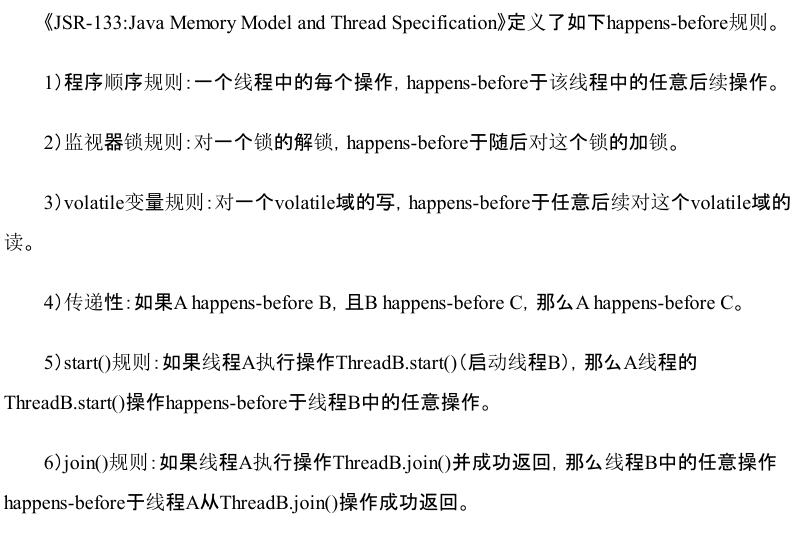 《JSR-133:Java Memory Model and Thread Specification》定义了如下happens-before规则。
1）程序顺序规则：一个线程中的每个操作，happens-before于该线程中的任意后续操作。
2）监视器锁规则：对一个锁的解锁，happens-before于随后对这个锁的加锁。
3）volatile变量规则：对一个volatile域的写，happens-before于任意后续对这个volatile域的
读。
4）传递性：如果A happens-before B，且B happens-before C，那么A happens-before C。
5）start()规则：如果线程A执行操作ThreadB.start()（启动线程B），那么A线程的
ThreadB.start()操作happens-before于线程B中的任意操作。
6）join()规则：如果线程A执行操作ThreadB.join()并成功返回，那么线程B中的任意操作
happens-before于线程A从ThreadB.join()操作成功返回。